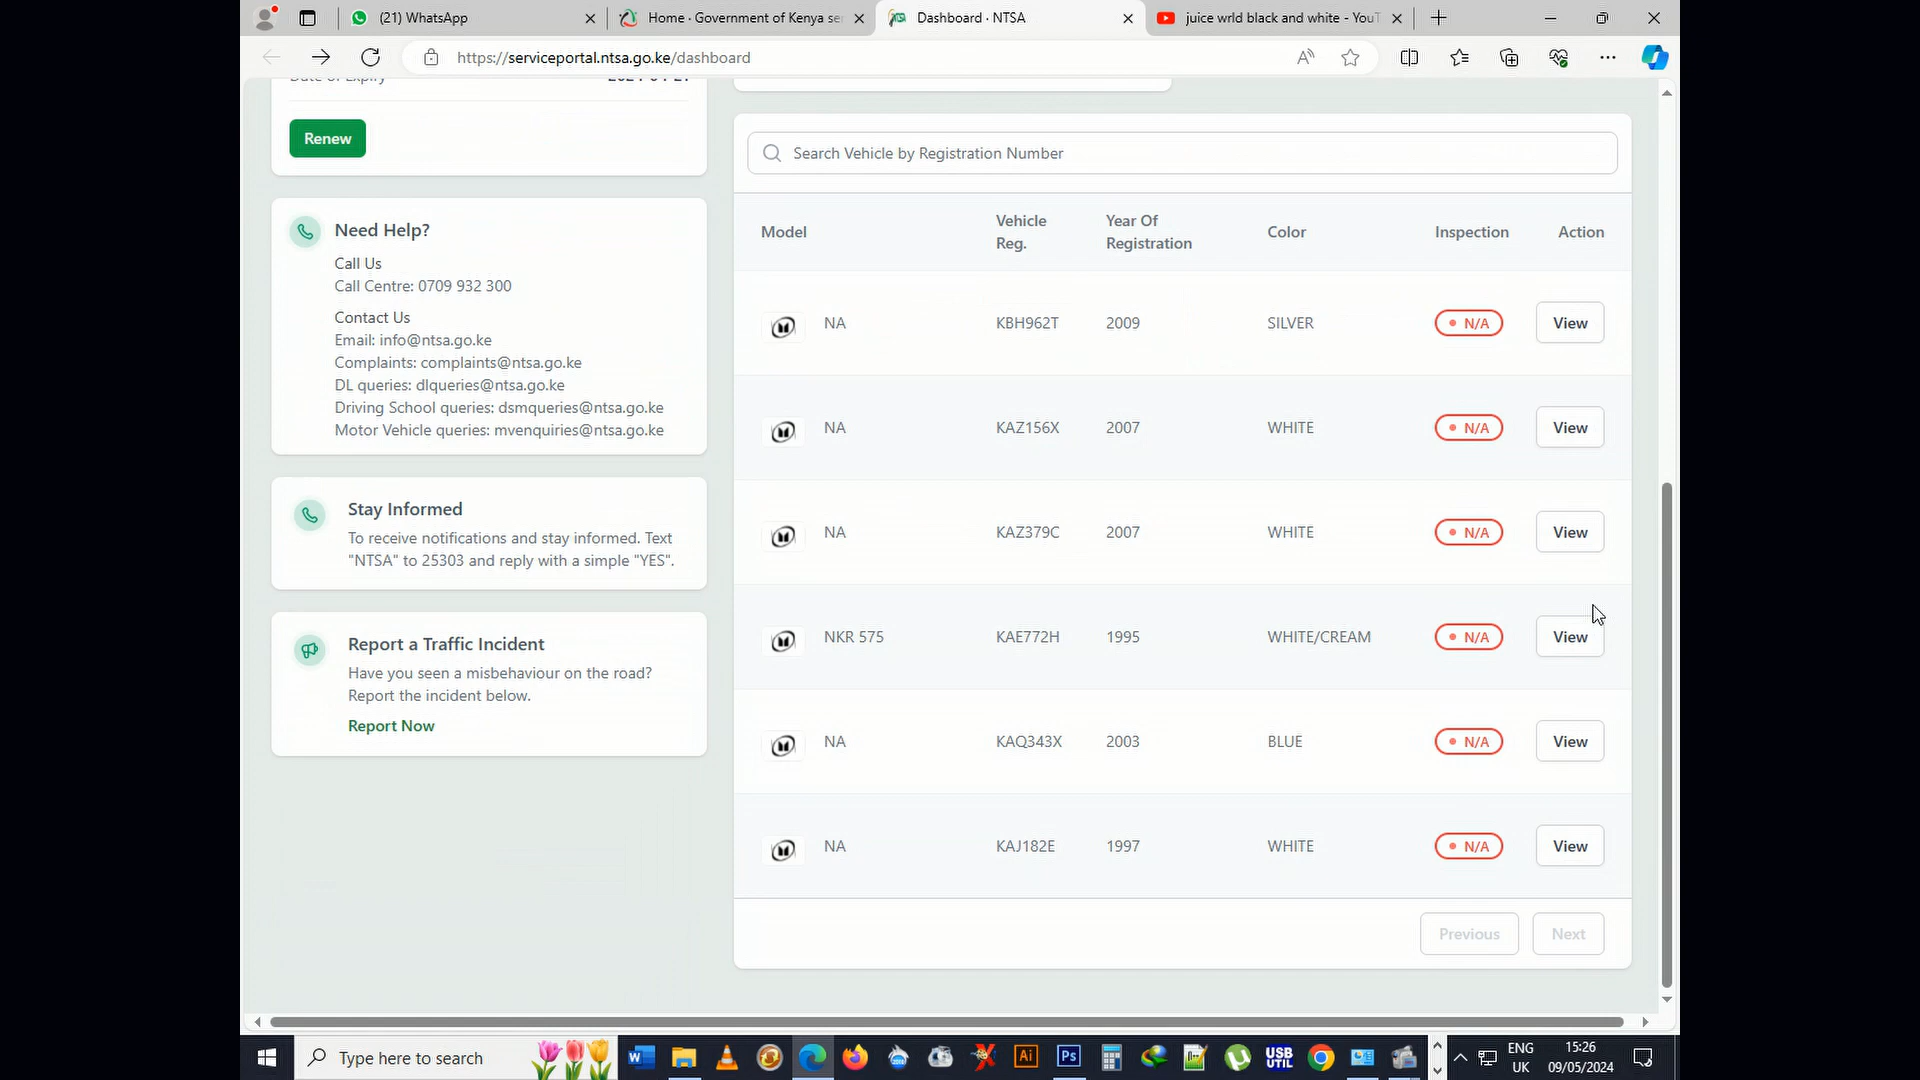 (21) WhatsApp
Home · Government of Kenya se
Dashboard · NTSA
juice wrld black and white - YouT
https://serviceportal.ntsa.go.ke/dashboard
Date of Expiry
Renew
Need Help?
Call Us
Call Centre: 0709 932 300
Contact Us
Email: info@ntsa.go.ke
Complaints: complaints@ntsa.go.ke
DL queries: dlqueries@ntsa.go.ke
Driving School queries: dsmqueries@ntsa.go.ke
Motor Vehicle queries: mvenquiries@ntsa.go.ke
Stay Informed
To receive notifications and stay informed. Text
"NTSA" to 25303 and reply with a simple "YES".
Report a Traffic Incident
Have you seen a misbehaviour on the road?
Report the incident below.
Report Now
Search Vehicle by Registration Number
Model Vehicle Reg. Year Of Registration Color Inspection Action
NA KBH962T 2009 SILVER N/A View
NA KAZ156X 2007 WHITE N/A View
NA KAZ379C 2007 WHITE N/A View
NKR 575 KAE772H 1995 WHITE/CREAM N/A View
NA KAQ343X 2003 BLUE N/A View
NA KAJ182E 1997 WHITE N/A View
Previous Next
Type here to search
W
Ai
Ps
USB
UTIL
ENG
UK
15:26
09/05/2024